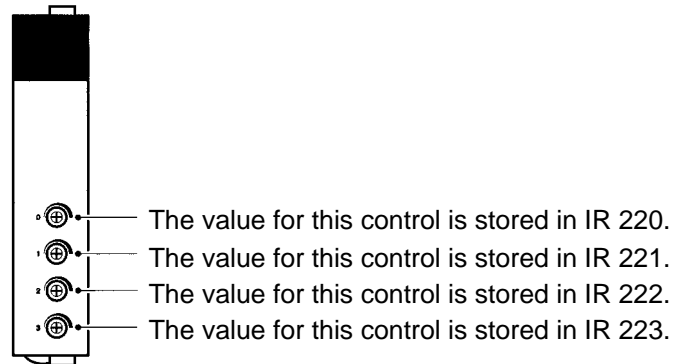 0 The value for this control is stored in IR 220.
1 The value for this control is stored in IR 221.
2 The value for this control is stored in IR 222.
3 The value for this control is stored in IR 223.